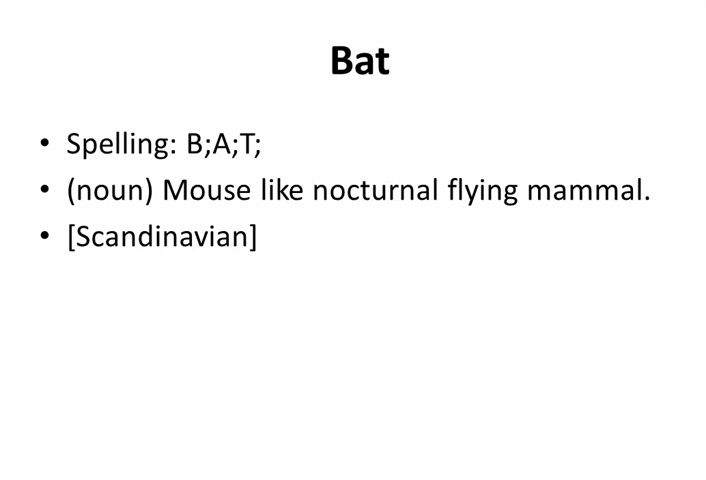 Bat
• Spelling: B;A;T;
• (noun) Mouse like nocturnal flying mammal.
• [Scandinavian]